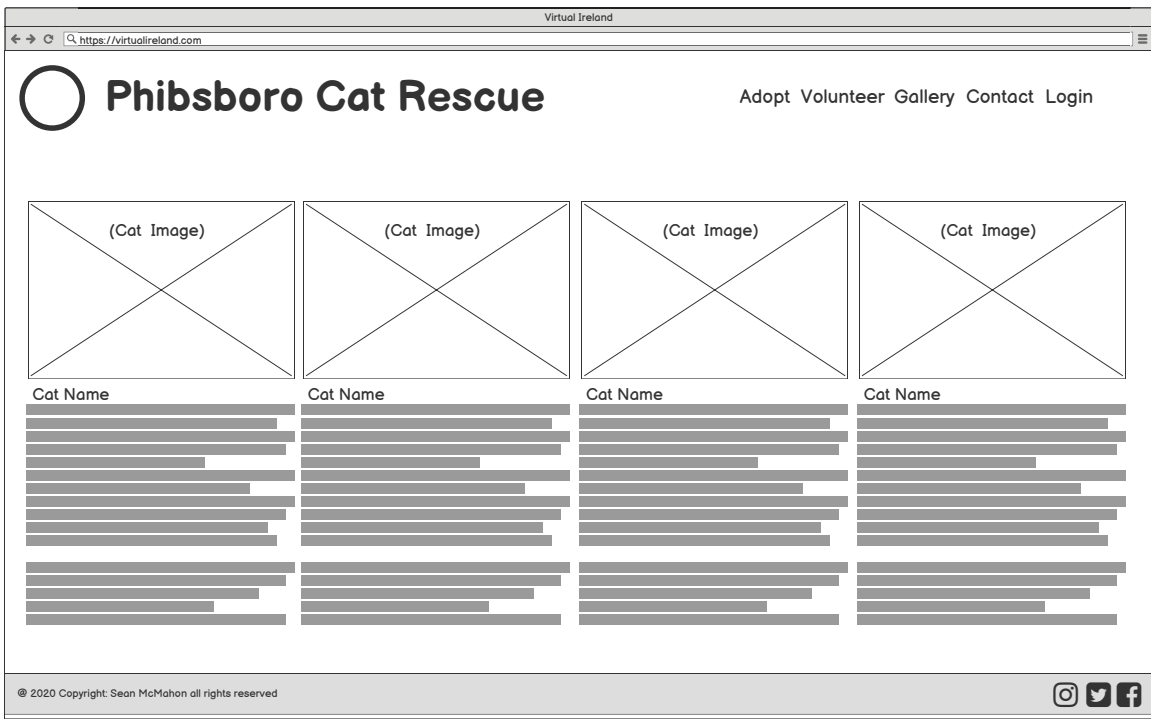 Virtual Ireland
https://virtualireland.com
Phibsboro Cat Rescue
Adopt Volunteer Gallery Contact Login
(Cat Image) (Cat Image) (Cat Image) (Cat Image)
Cat Name Cat Name Cat Name Cat Name
@ 2020 Copyright: Sean McMahon all rights reserved